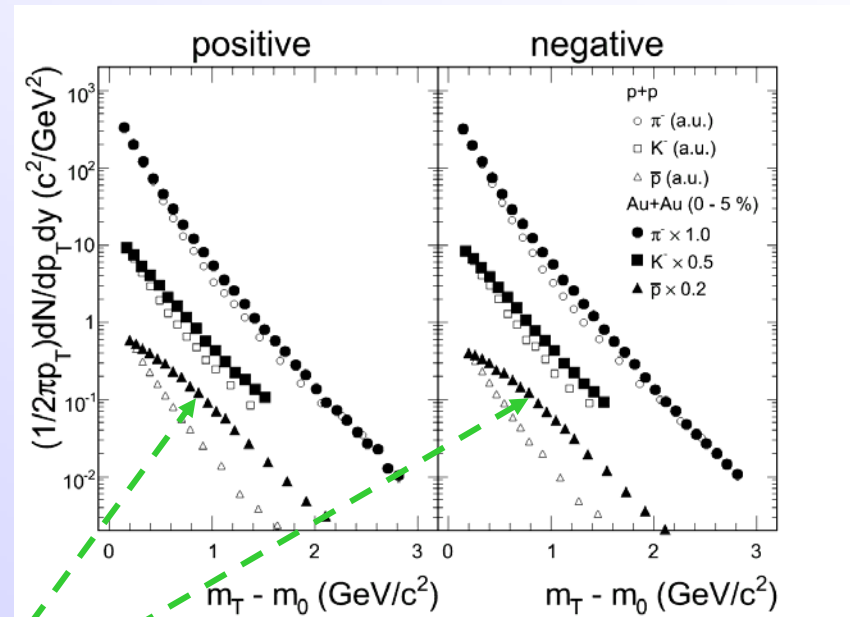 positive
negative
(1/2πp_T)dN/dp_T dy (c²/GeV²)
10³
10²
10
1
10⁻¹
10⁻²
p+p
○ π⁻ (a.u.)
□ K⁻ (a.u.)
△ p̅ (a.u.)
Au+Au (0 - 5 %)
● π⁻ × 1.0
■ K⁻ × 0.5
▲ p̅ × 0.2
0 1 2 3
0 1 2 3
m_T - m_0 (GeV/c²)
m_T - m_0 (GeV/c²)